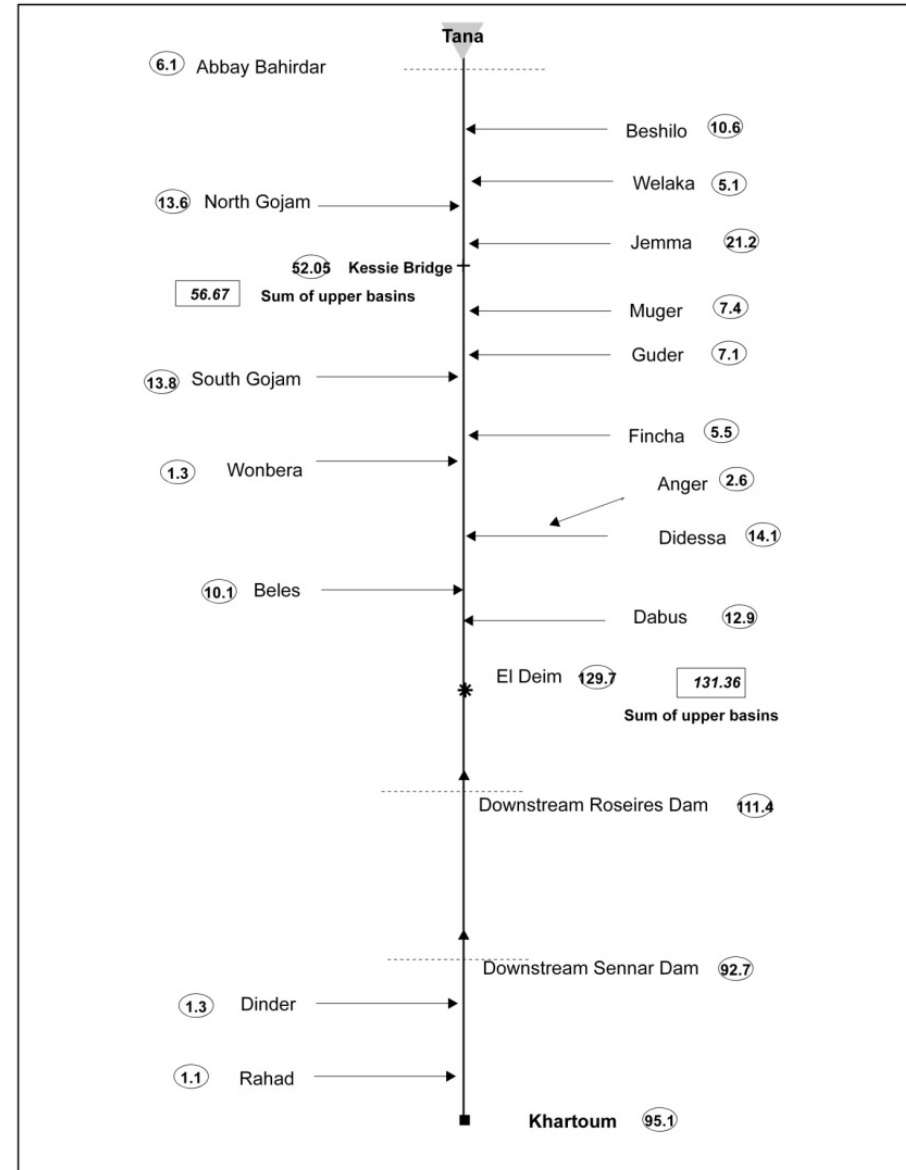 Tana
6.1 Abbay Bahirdar
Beshilo 10.6
Welaka 5.1
13.6 North Gojam
Jemma 21.2
52.05 Kessie Bridge
56.67 Sum of upper basins
Muger 7.4
Guder 7.1
13.8 South Gojam
Fincha 5.5
1.3 Wonbera
Anger 2.6
Didessa 14.1
10.1 Beles
Dabus 12.9
El Deim 129.7 131.36
Sum of upper basins
Downstream Roseires Dam 111.4
Downstream Sennar Dam 92.7
1.3 Dinder
1.1 Rahad
Khartoum 95.1